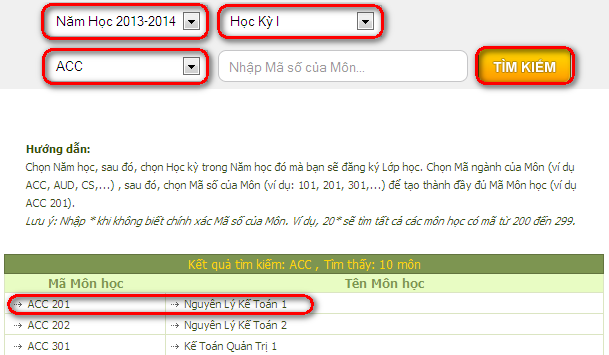 Năm Học 2013-2014 Học Kỳ I
ACC Nhập Mã số của Môn... TÌM KIẾM
Hướng dẫn:
Chọn Năm học, sau đó, chọn Học kỳ trong Năm học đó mà bạn sẽ đăng ký Lớp học. Chọn Mã ngành của Môn (ví dụ
ACC, AUD, CS,...) , sau đó, chọn Mã số của Môn (ví dụ: 101, 201, 301,...) để tạo thành đầy đủ Mã Môn học (ví dụ
ACC 201).
Lưu ý: Nhập * khi không biết chính xác Mã số của Môn. Ví dụ, 20* sẽ tìm tất cả các môn học có mã từ 200 đến 299.
Kết quả tìm kiếm: ACC , Tìm thấy: 10 môn
Mã Môn học Tên Môn học
ACC 201 Nguyên Lý Kế Toán 1
ACC 202 Nguyên Lý Kế Toán 2
ACC 301 Kế Toán Quản Trị 1